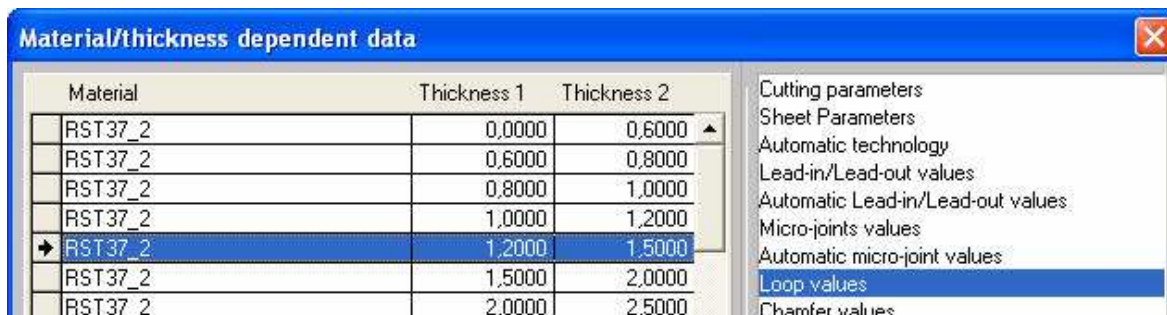 Material/thickness dependent data
Material Thickness 1 Thickness 2
RST37_2 0,0000 0,6000
RST37_2 0,6000 0,8000
RST37_2 0,8000 1,0000
RST37_2 1,0000 1,2000
RST37_2 1,2000 1,5000
RST37_2 1,5000 2,0000
RST37_2 2,0000 2,5000
Cutting parameters
Sheet Parameters
Automatic technology
Lead-in/Lead-out values
Automatic Lead-in/Lead-out values
Micro-joints values
Automatic micro-joint values
Loop values
Chamfer values